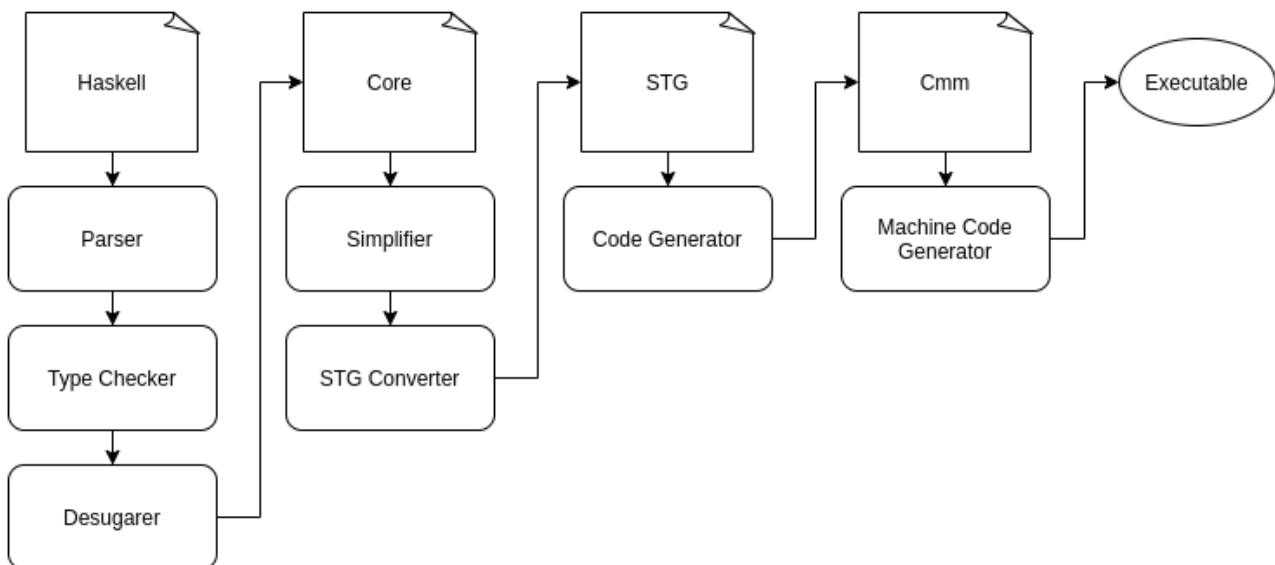 Haskell
Parser
Type Checker
Desugarer
Core
Simplifier
STG Converter
STG
Code Generator
Cmm
Machine Code
Generator
Executable